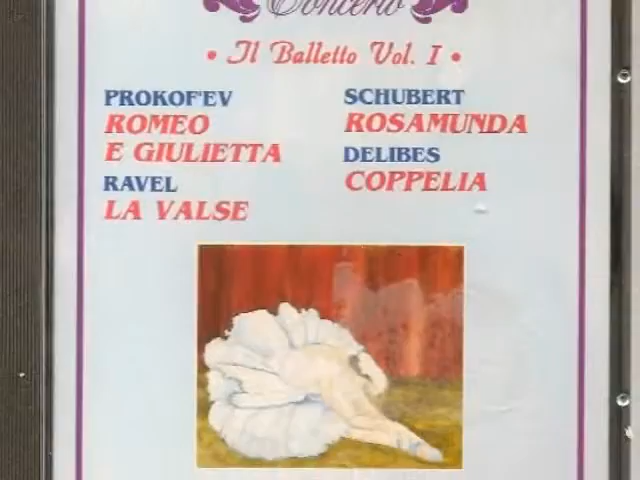 Concerto
• Il Balletto Vol. I •
PROKOF'EV
ROMEO
E GIULIETTA
RAVEL
LA VALSE
SCHUBERT
ROSAMUNDA
DELIBES
COPPELIA